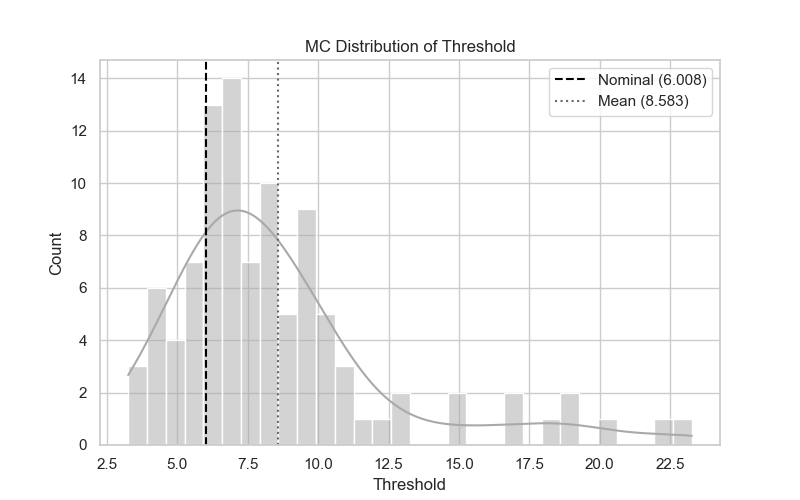 MC Distribution of Threshold
Nominal (6.008)
Mean (8.583)
14
12
10
8
6
4
2
0
Count
2.5 5.0 7.5 10.0 12.5 15.0 17.5 20.0 22.5
Threshold